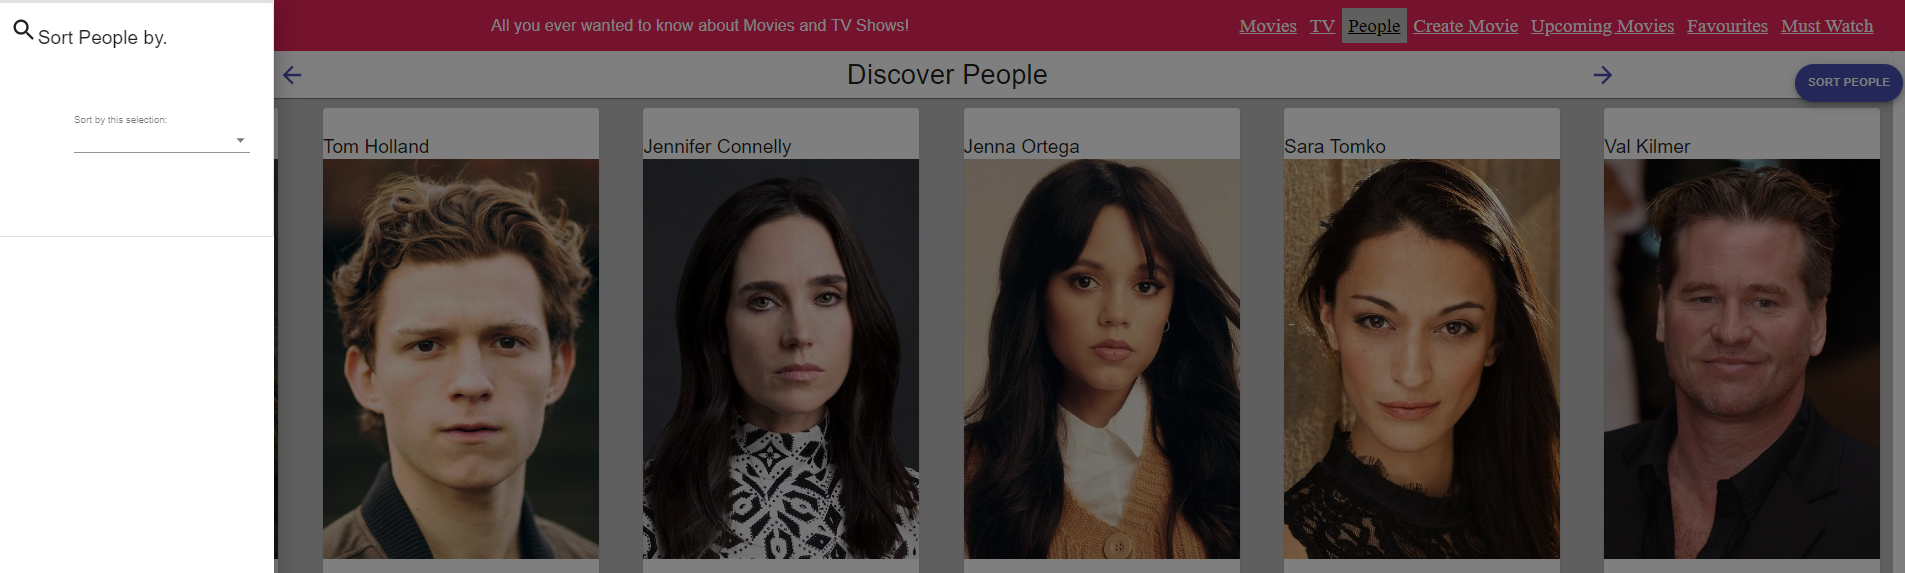 Sort People by.
Sort by this selection:
All you ever wanted to know about Movies and TV Shows!
Movies TV People Create Movie Upcoming Movies Favourites Must Watch
Discover People
SORT PEOPLE
Tom Holland
Jennifer Connelly
Jenna Ortega
Sara Tomko
Val Kilmer